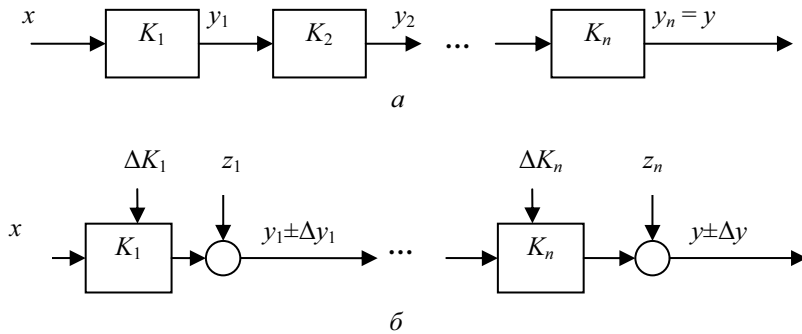 x y₁ y₂ yₙ = y
K₁ K₂ ... Kₙ
а
ΔK₁ z₁ ΔKₙ zₙ
x y₁±Δy₁ y±Δy
K₁ ... Kₙ
б